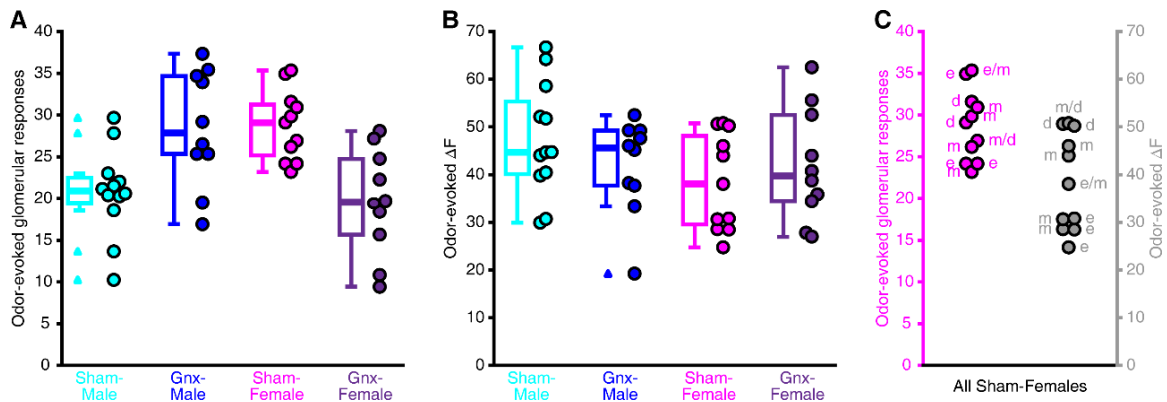 A
Odor-evoked glomerular responses
40
35
30
25
20
15
10
5
0
Sham-
Male
Gnx-
Male
Sham-
Female
Gnx-
Female
B
Odor-evoked ΔF
70
60
50
40
30
20
10
0
Sham-
Male
Gnx-
Male
Sham-
Female
Gnx-
Female
C
Odor-evoked glomerular responses
40
35
30
25
20
15
10
5
0
e e/m
d m
d m
m m/d
e e
m
m/d
d d
m
m
e/m
m e
m e
e
70
60
50
40
30
20
10
0
Odor-evoked ΔF
All Sham-Females